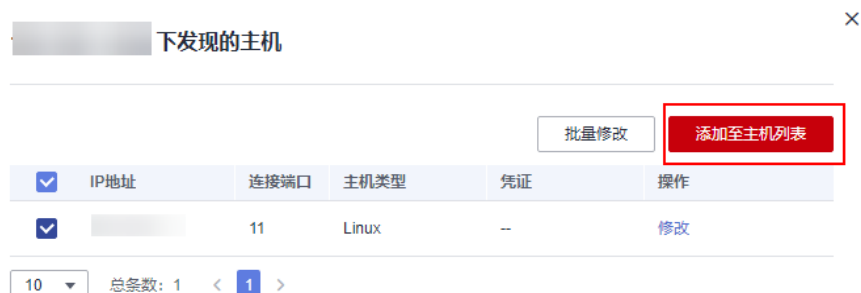 下发现的主机
批量修改 添加至主机列表
IP地址 连接端口 主机类型 凭证 操作
11 Linux -- 修改
10 总条数: 1 < 1 >